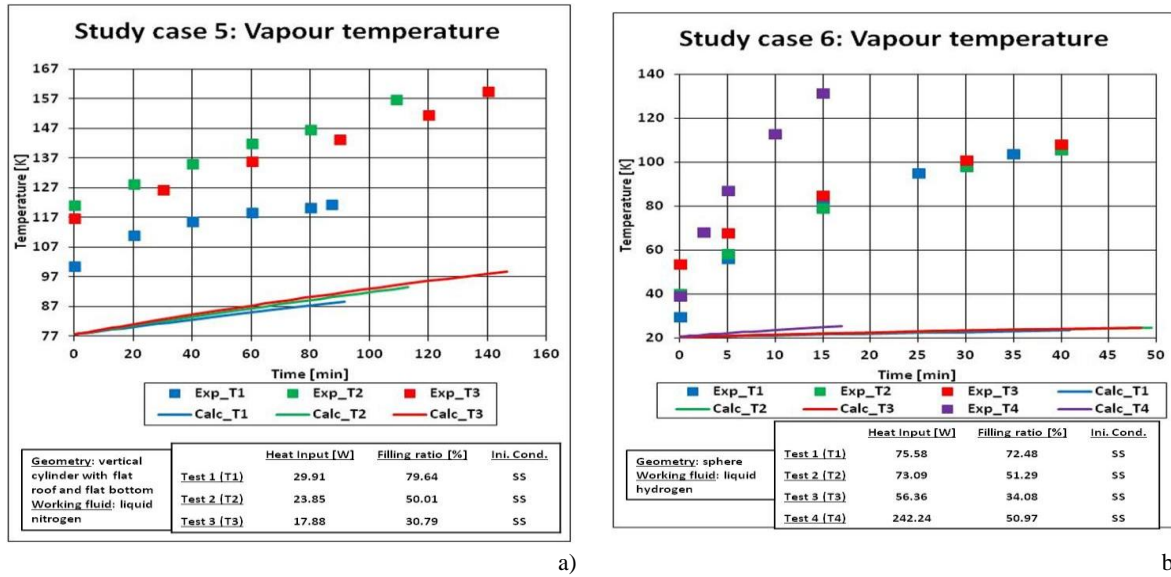 Study case 5: Vapour temperature
Temperature [K]
167
157
147
137
127
117
107
97
87
77
0 20 40 60 80 100 120 140 160
Time [min]
Exp_T1 Exp_T2 Exp_T3
Calc_T1 Calc_T2 Calc_T3
Geometry: vertical
cylinder with flat
roof and flat bottom
Working fluid: liquid
nitrogen
Heat Input [W] Filling ratio [%] Ini. Cond.
Test 1 (T1) 29.91 79.64 SS
Test 2 (T2) 23.85 50.01 SS
Test 3 (T3) 17.88 30.79 SS
a)
Study case 6: Vapour temperature
Temperature [K]
140
120
100
80
60
40
20
0 5 10 15 20 25 30 35 40 45 50
Time [min]
Exp_T1 Exp_T2 Exp_T3 Calc_T1
Calc_T2 Calc_T3 Exp_T4 Calc_T4
Geometry: sphere
Working fluid: liquid
hydrogen
Heat Input [W] Filling ratio [%] Ini. Cond.
Test 1 (T1) 75.58 72.48 SS
Test 2 (T2) 73.09 51.29 SS
Test 3 (T3) 56.36 34.08 SS
Test 4 (T4) 242.24 50.97 SS
b